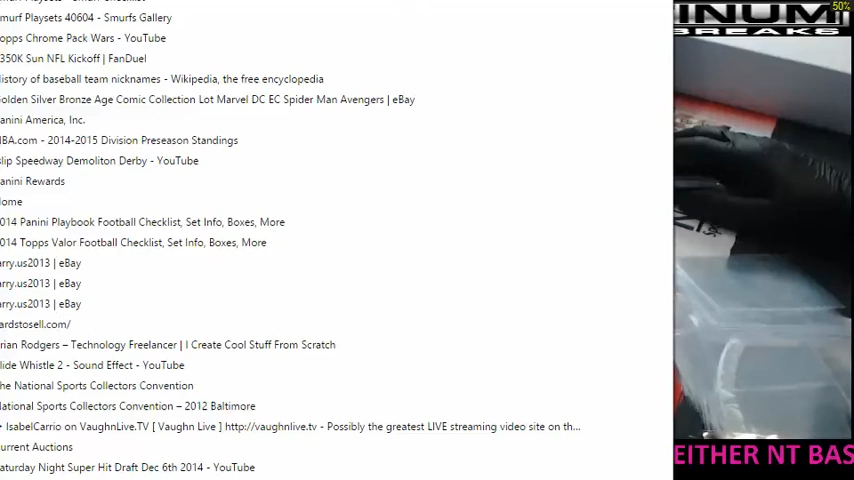 murf Playsets 40604 - Smurfs Gallery
opps Chrome Pack Wars - YouTube
350K Sun NFL Kickoff | FanDuel
istory of baseball team nicknames - Wikipedia, the free encyclopedia
olden Silver Bronze Age Comic Collection Lot Marvel DC EC Spider Man Avengers | eBay
anini America, Inc.
BA.com - 2014-2015 Division Preseason Standings
lip Speedway Demoliton Derby - YouTube
anini Rewards
ome
014 Panini Playbook Football Checklist, Set Info, Boxes, More
014 Topps Valor Football Checklist, Set Info, Boxes, More
arry.us2013 | eBay
arry.us2013 | eBay
arry.us2013 | eBay
ardstosell.com/
rian Rodgers – Technology Freelancer | I Create Cool Stuff From Scratch
lide Whistle 2 - Sound Effect - YouTube
he National Sports Collectors Convention
ational Sports Collectors Convention – 2012 Baltimore
IsabelCarrio on VaughnLive.TV [ Vaughn Live ] http://vaughnlive.tv - Possibly the greatest LIVE streaming video site on th...
urrent Auctions
aturday Night Super Hit Draft Dec 6th 2014 - YouTube
50%
INUM
BREAKS
EITHER NT BAS